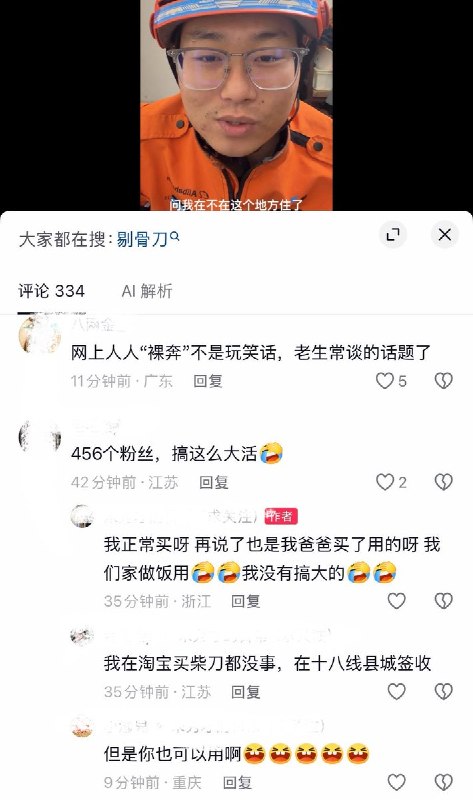 问我在不在这个地方住了
大家都在搜：剔骨刀
评论 334 AI 解析
网上人人“裸奔”不是玩笑话，老生常谈的话题了
11分钟前 · 广东 回复 5
456个粉丝，搞这么大活🤣
42分钟前 · 江苏 回复 2
作者
我正常买呀 再说了也是我爸爸买了用的呀 我
们家做饭用🤣🤣我没有搞大的🤣🤣
35分钟前 · 浙江 回复
我在淘宝买柴刀都没事，在十八线县城签收
35分钟前 · 江苏 回复
但是你也可以用啊😆😆😆😆😆
9分钟前 · 重庆 回复